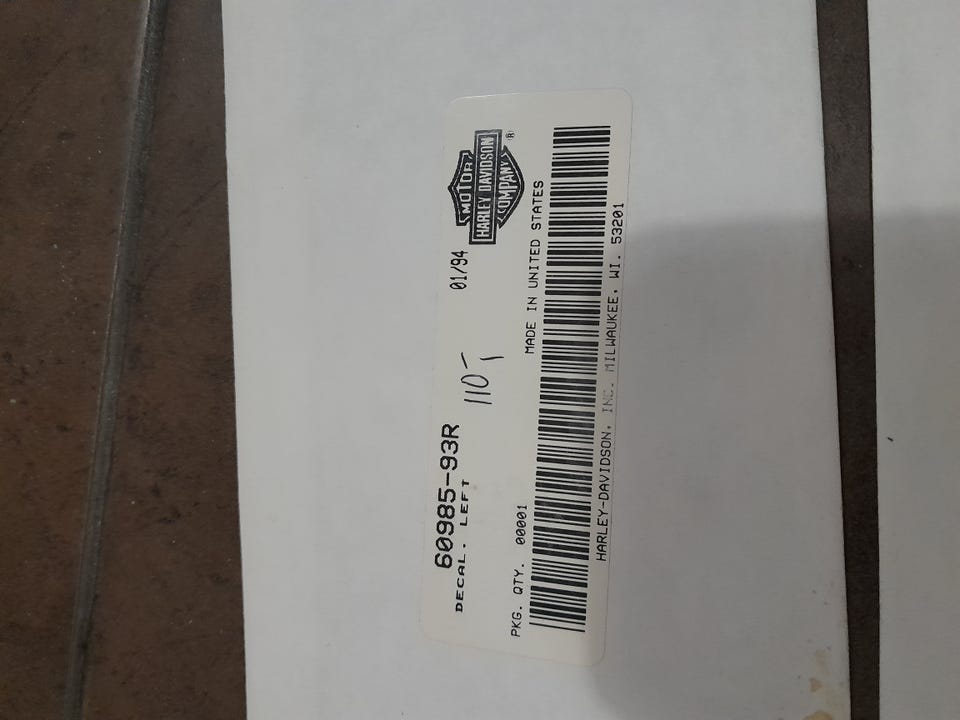 60985-93R
DECAL. LEFT
01/94
MOTOR
HARLEY DAVIDSON
COMPANY
®
110,-
PKG. QTY. 00001
MADE IN UNITED STATES
HARLEY-DAVIDSON, INC. MILWAUKEE, WI. 53201